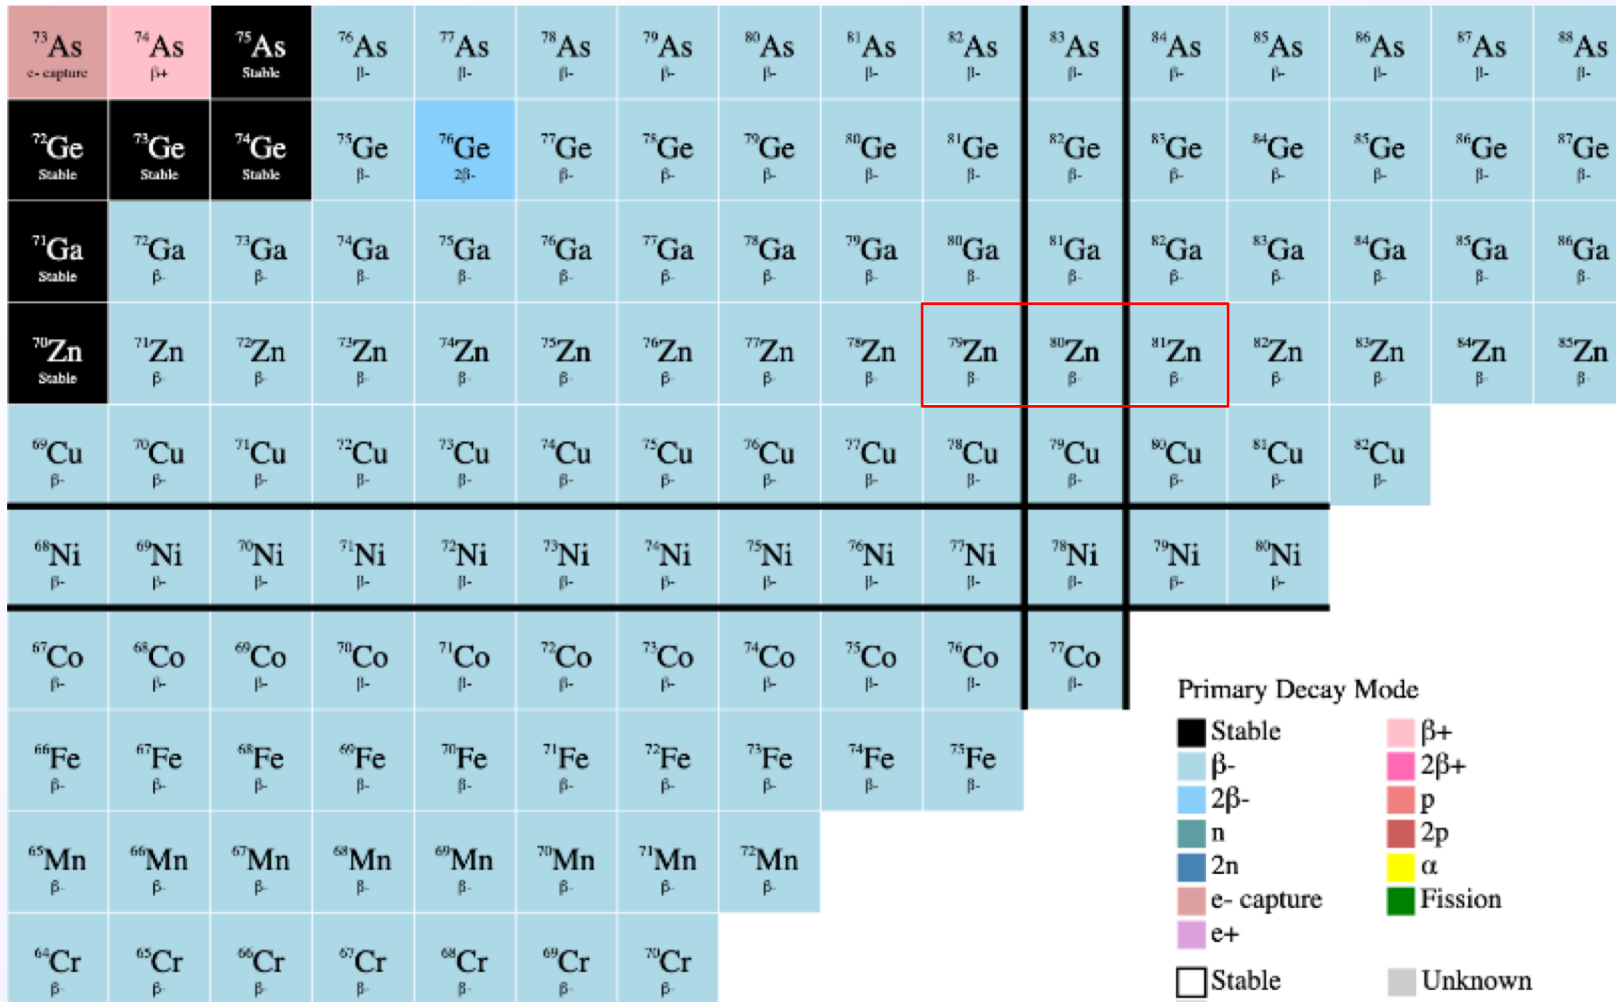 73As 74As 75As 76As 77As 78As 79As 80As 81As 82As 83As 84As 85As 86As 87As 88As
e- capture β+ Stable β- β- β- β- β- β- β- β- β- β- β- β- β-
72Ge 73Ge 74Ge 75Ge 76Ge 77Ge 78Ge 79Ge 80Ge 81Ge 82Ge 83Ge 84Ge 85Ge 86Ge 87Ge
Stable Stable Stable β- 2β- β- β- β- β- β- β- β- β- β- β- β-
71Ga 72Ga 73Ga 74Ga 75Ga 76Ga 77Ga 78Ga 79Ga 80Ga 81Ga 82Ga 83Ga 84Ga 85Ga 86Ga
Stable β- β- β- β- β- β- β- β- β- β- β- β- β- β- β-
70Zn 71Zn 72Zn 73Zn 74Zn 75Zn 76Zn 77Zn 78Zn 79Zn 80Zn 81Zn 82Zn 83Zn 84Zn 85Zn
Stable β- β- β- β- β- β- β- β- β- β- β- β- β- β- β-
69Cu 70Cu 71Cu 72Cu 73Cu 74Cu 75Cu 76Cu 77Cu 78Cu 79Cu 80Cu 81Cu 82Cu
β- β- β- β- β- β- β- β- β- β- β- β- β- β-
68Ni 69Ni 70Ni 71Ni 72Ni 73Ni 74Ni 75Ni 76Ni 77Ni 78Ni 79Ni 80Ni
β- β- β- β- β- β- β- β- β- β- β- β- β-
67Co 68Co 69Co 70Co 71Co 72Co 73Co 74Co 75Co 76Co 77Co
β- β- β- β- β- β- β- β- β- β- β-
66Fe 67Fe 68Fe 69Fe 70Fe 71Fe 72Fe 73Fe 74Fe 75Fe
β- β- β- β- β- β- β- β- β- β-
65Mn 66Mn 67Mn 68Mn 69Mn 70Mn 71Mn 72Mn
β- β- β- β- β- β- β- β-
64Cr 65Cr 66Cr 67Cr 68Cr 69Cr 70Cr
β- β- β- β- β- β- β-
Primary Decay Mode
Stable β+
β- 2β+
2β- p
n 2p
2n α
e- capture Fission
e+
Stable Unknown